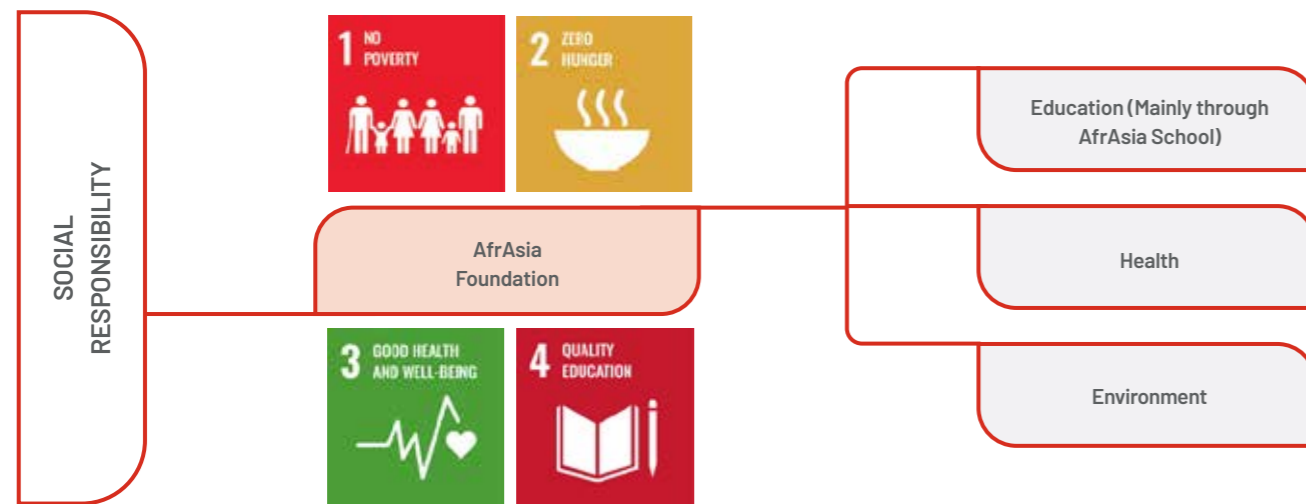 SOCIAL
RESPONSIBILITY
1 NO
POVERTY
2 ZERO
HUNGER
AfrAsia
Foundation
3 GOOD HEALTH
AND WELL-BEING
4 QUALITY
EDUCATION
Education (Mainly through
AfrAsia School)
Health
Environment